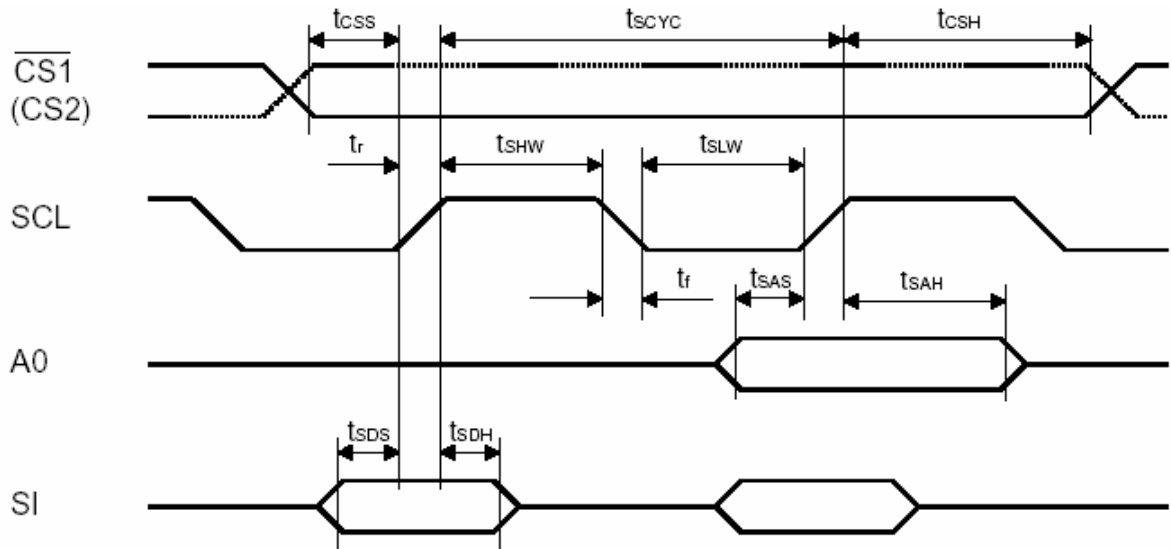 tCSS tSCYC tCSH
CS1
(CS2)
tr tSHW tSLW
SCL
tf tSAS tSAH
A0
tSDS tSDH
SI